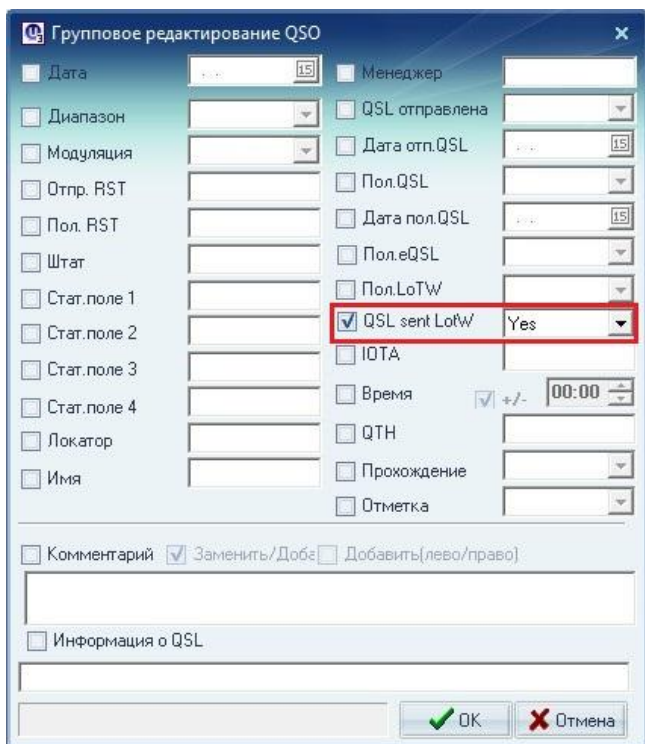 Групповое редактирование QSO
Дата
15
Диапазон
Модуляция
Отпр. RST
Пол. RST
Штат
Стат.поле 1
Стат.поле 2
Стат.поле 3
Стат.поле 4
Локатор
Имя
Менеджер
QSL отправлена
Дата отп.QSL
15
Пол.QSL
Дата пол.QSL
15
Пол.eQSL
Пол.LoTW
QSL sent LotW Yes
IOTA
Время +/- 00:00
QTH
Прохождение
Отметка
Комментарий Заменить/Доба Добавить(лево/право)
Информация о QSL
OK Отмена